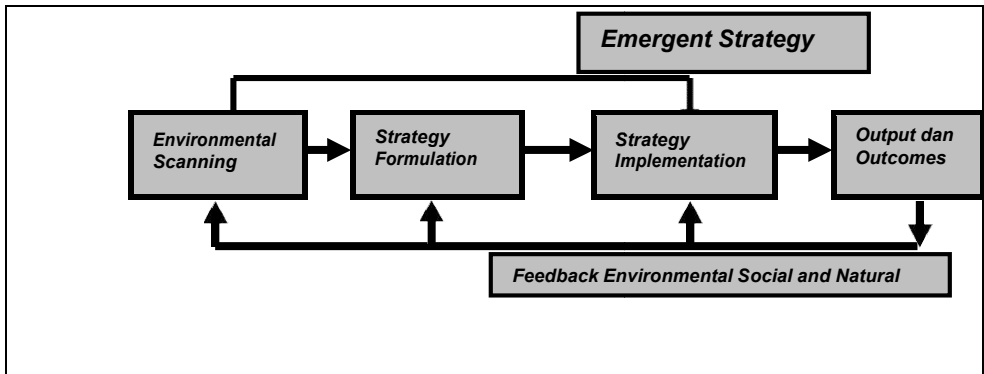 Emergent Strategy
Environmental
Scanning
Strategy
Formulation
Strategy
Implementation
Output dan
Outcomes
Feedback Environmental Social and Natural